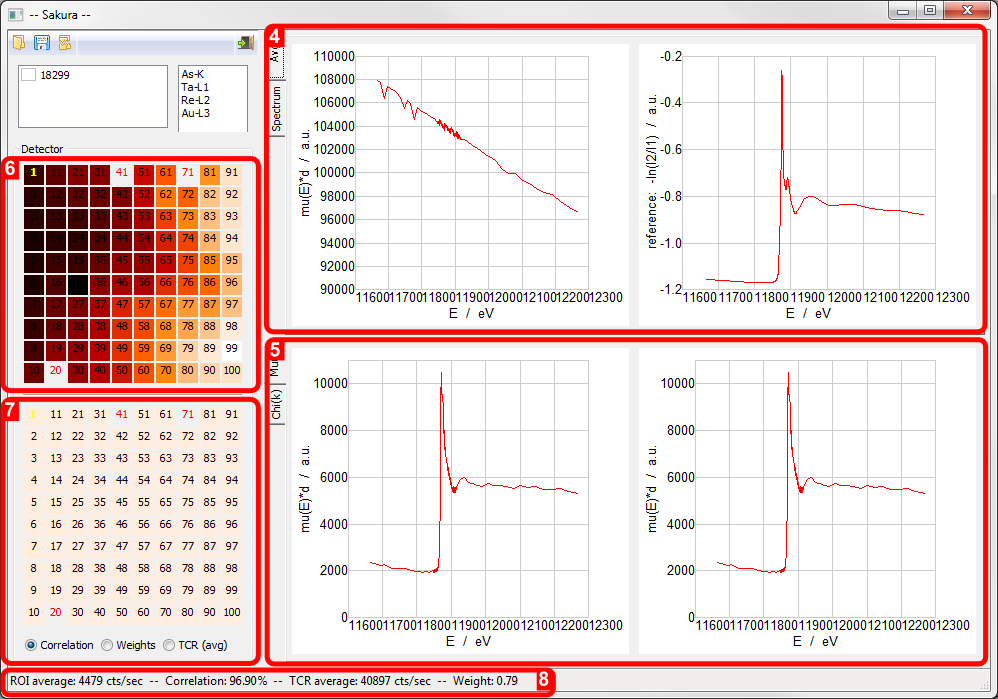 -- Sakura --
18299
As-K
Ta-L1
Re-L2
Au-L3
Detector
6
1 11 21 31 41 51 61 71 81 91
2 12 22 32 42 52 62 72 82 92
3 13 23 33 43 53 63 73 83 93
4 14 24 34 44 54 64 74 84 94
5 15 25 35 45 55 65 75 85 95
6 16 36 46 56 66 76 86 96
7 17 27 37 47 57 67 77 87 97
8 18 28 38 48 58 68 78 88 98
9 19 29 39 49 59 69 79 89 99
10 20 30 40 50 60 70 80 90 100
7
1 11 21 31 41 51 61 71 81 91
2 12 22 32 42 52 62 72 82 92
3 13 23 33 43 53 63 73 83 93
4 14 24 34 44 54 64 74 84 94
5 15 25 35 45 55 65 75 85 95
6 16 26 36 46 56 66 76 86 96
7 17 27 37 47 57 67 77 87 97
8 18 28 38 48 58 68 78 88 98
9 19 29 39 49 59 69 79 89 99
10 20 30 40 50 60 70 80 90 100
Correlation Weights TCR (avg)
4
Spectrum
mu(E)*d / a.u.
110000
108000
106000
104000
102000
100000
98000
96000
94000
92000
90000
11600 11700 11800 11900 12000 12100 12200 12300
E / eV
reference: -ln(I2/I1) / a.u.
-0.2
-0.4
-0.6
-0.8
-1.0
-1.2
11600 11700 11800 11900 12000 12100 12200 12300
E / eV
5
Mu
Chi(k)
mu(E)*d / a.u.
10000
8000
6000
4000
2000
0
11600 11700 11800 11900 12000 12100 12200 12300
E / eV
mu(E)*d / a.u.
10000
8000
6000
4000
2000
0
11600 11700 11800 11900 12000 12100 12200 12300
E / eV
ROI average: 4479 cts/sec -- Correlation: 96.90% -- TCR average: 40897 cts/sec -- Weight: 0.79
8